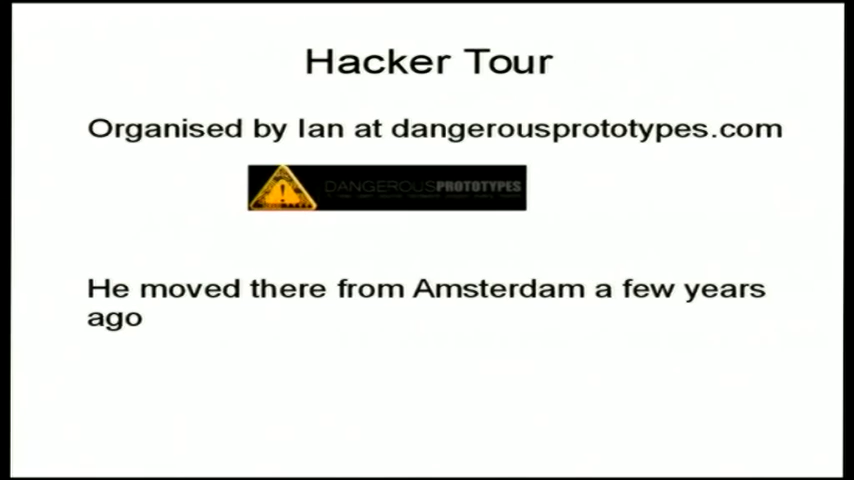 Hacker Tour
Organised by Ian at dangerousprototypes.com
DANGEROUSPROTOTYPES
He moved there from Amsterdam a few years
ago